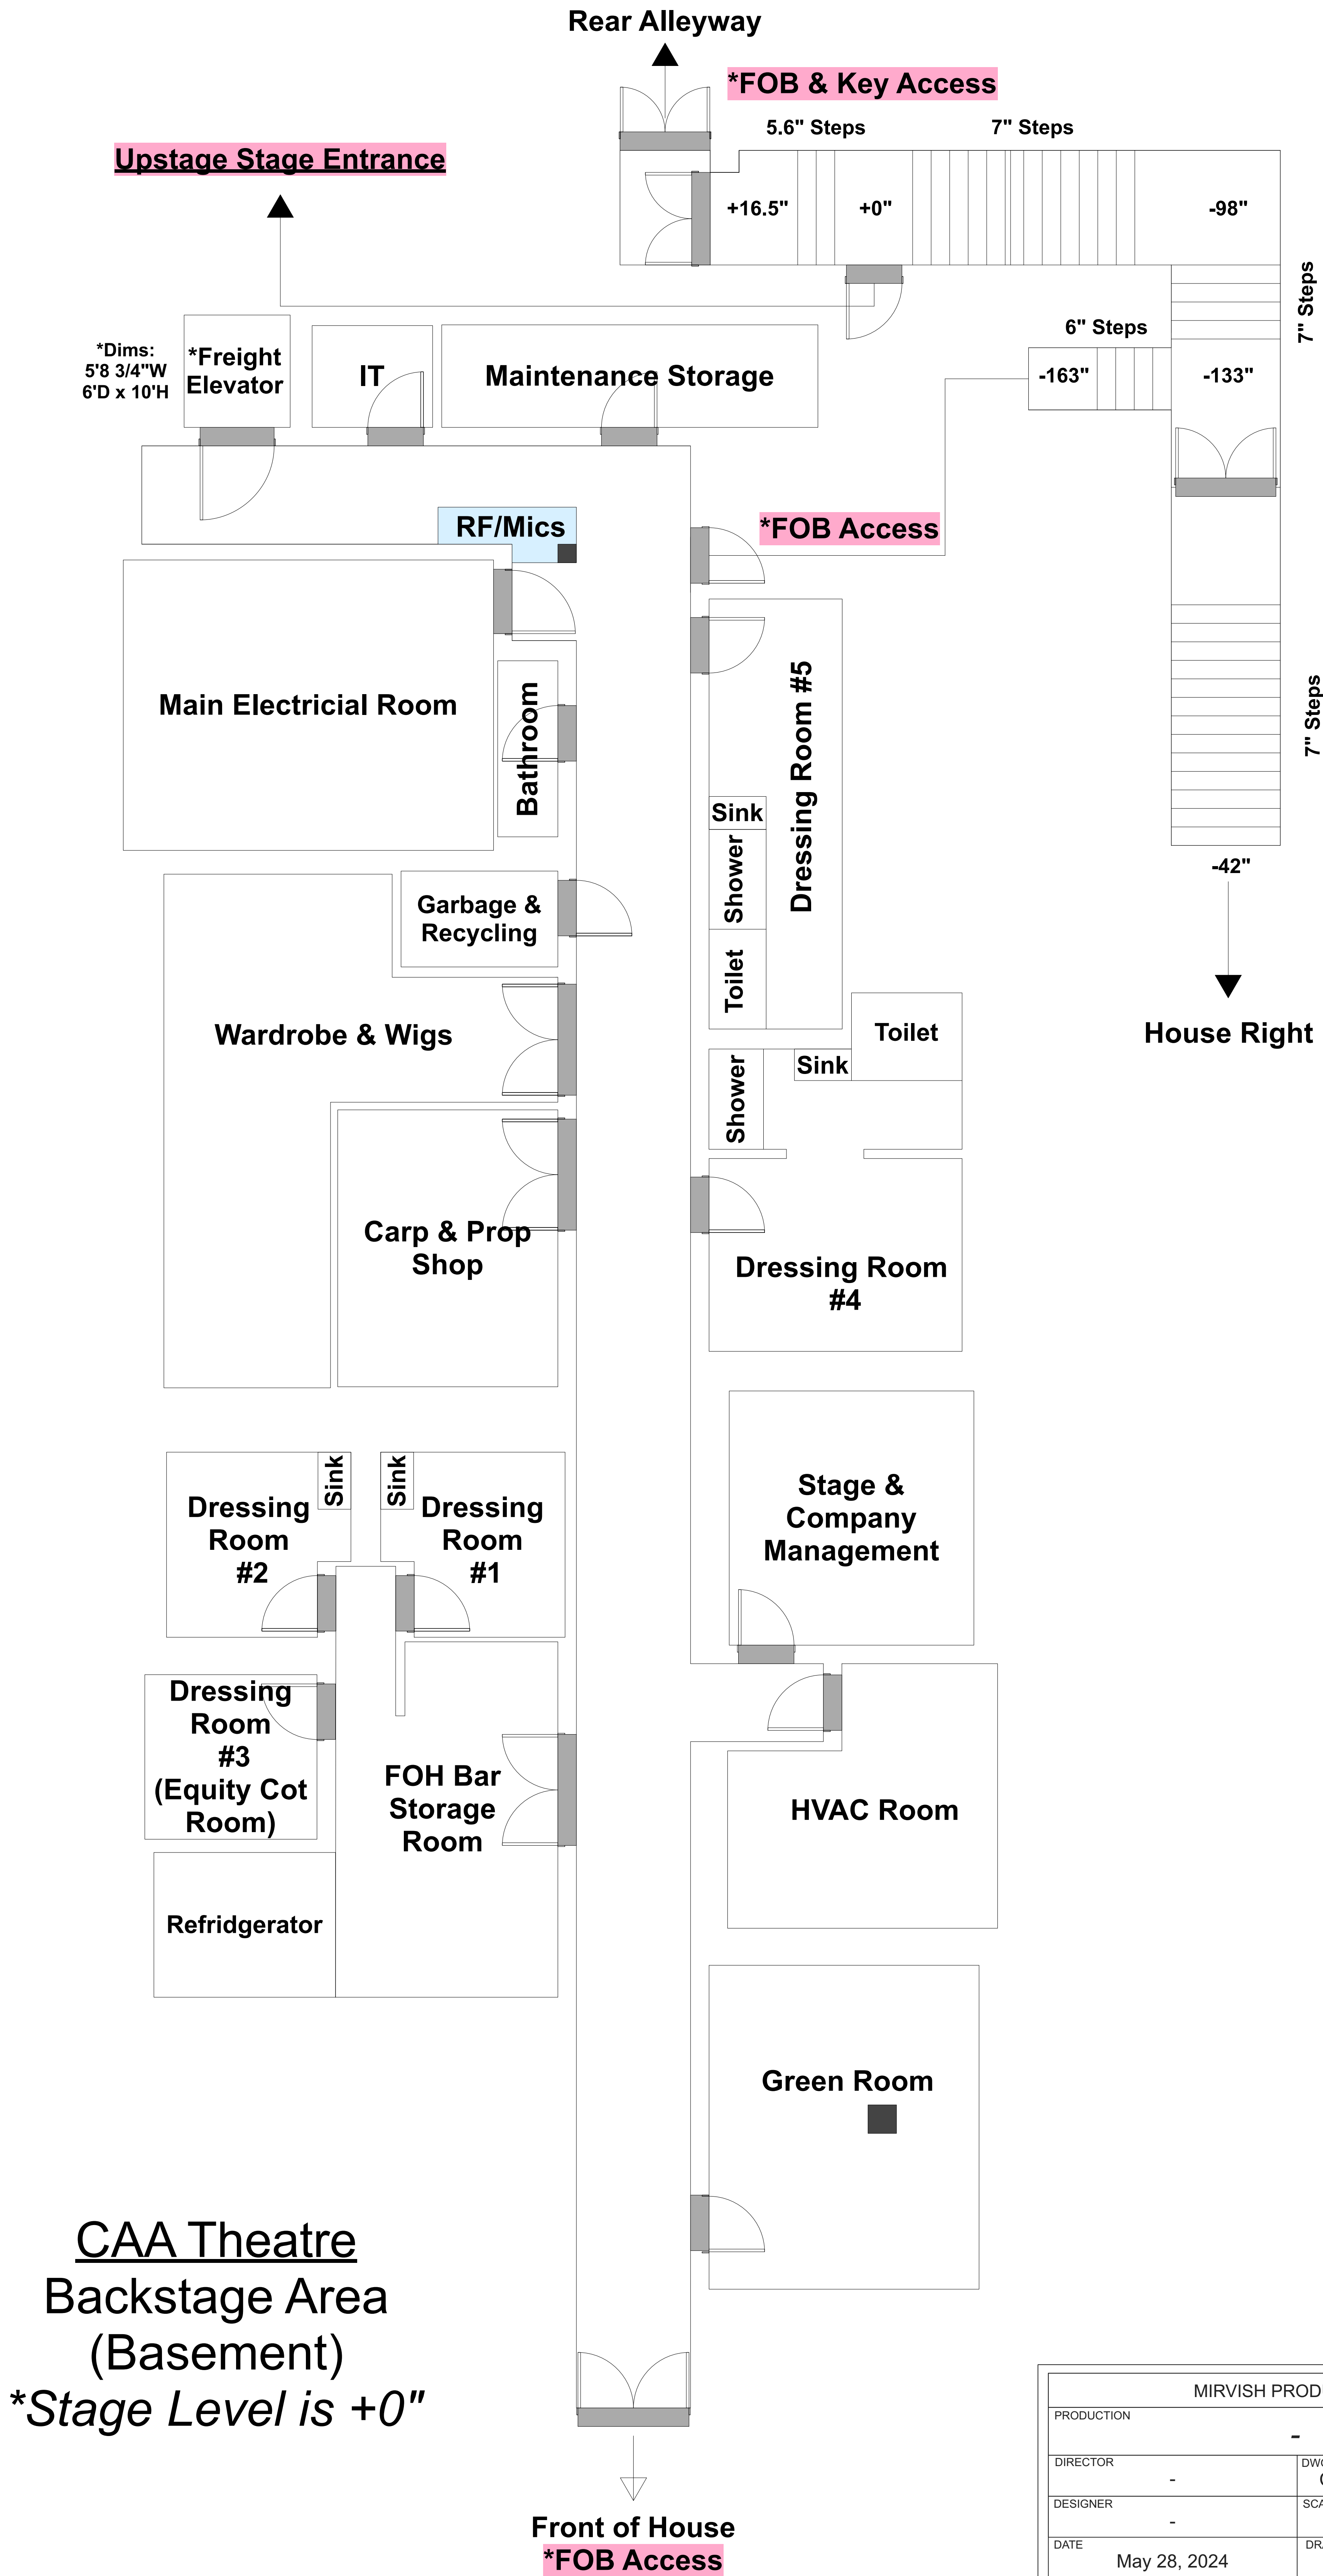 Rear Alleyway
*FOB & Key Access
5.6" Steps
7" Steps
Upstage Stage Entrance
+16.5"
+0"
-98"
7" Steps
6" Steps
*Dims:
5'8 3/4"W
6'D x 10'H
*Freight
Elevator
IT
Maintenance Storage
-163"
-133"
RF/Mics
*FOB Access
Main Electricial Room
Bathroom
Dressing Room #5
7" Steps
Sink
Shower
Toilet
-42"
Garbage &
Recycling
House Right
Wardrobe & Wigs
Toilet
Sink
Shower
Carp & Prop
Shop
Dressing Room
#4
Sink
Sink
Dressing
Room
#2
Dressing
Room
#1
Stage &
Company
Management
Dressing
Room
#3
(Equity Cot
Room)
FOH Bar
Storage
Room
HVAC Room
Refridgerator
Green Room
CAA Theatre
Backstage Area
(Basement)
*Stage Level is +0"
MIRVISH PROD
PRODUCTION
-
DIRECTOR
-
DESIGNER
-
DATE
May 28, 2024
Front of House
*FOB Access